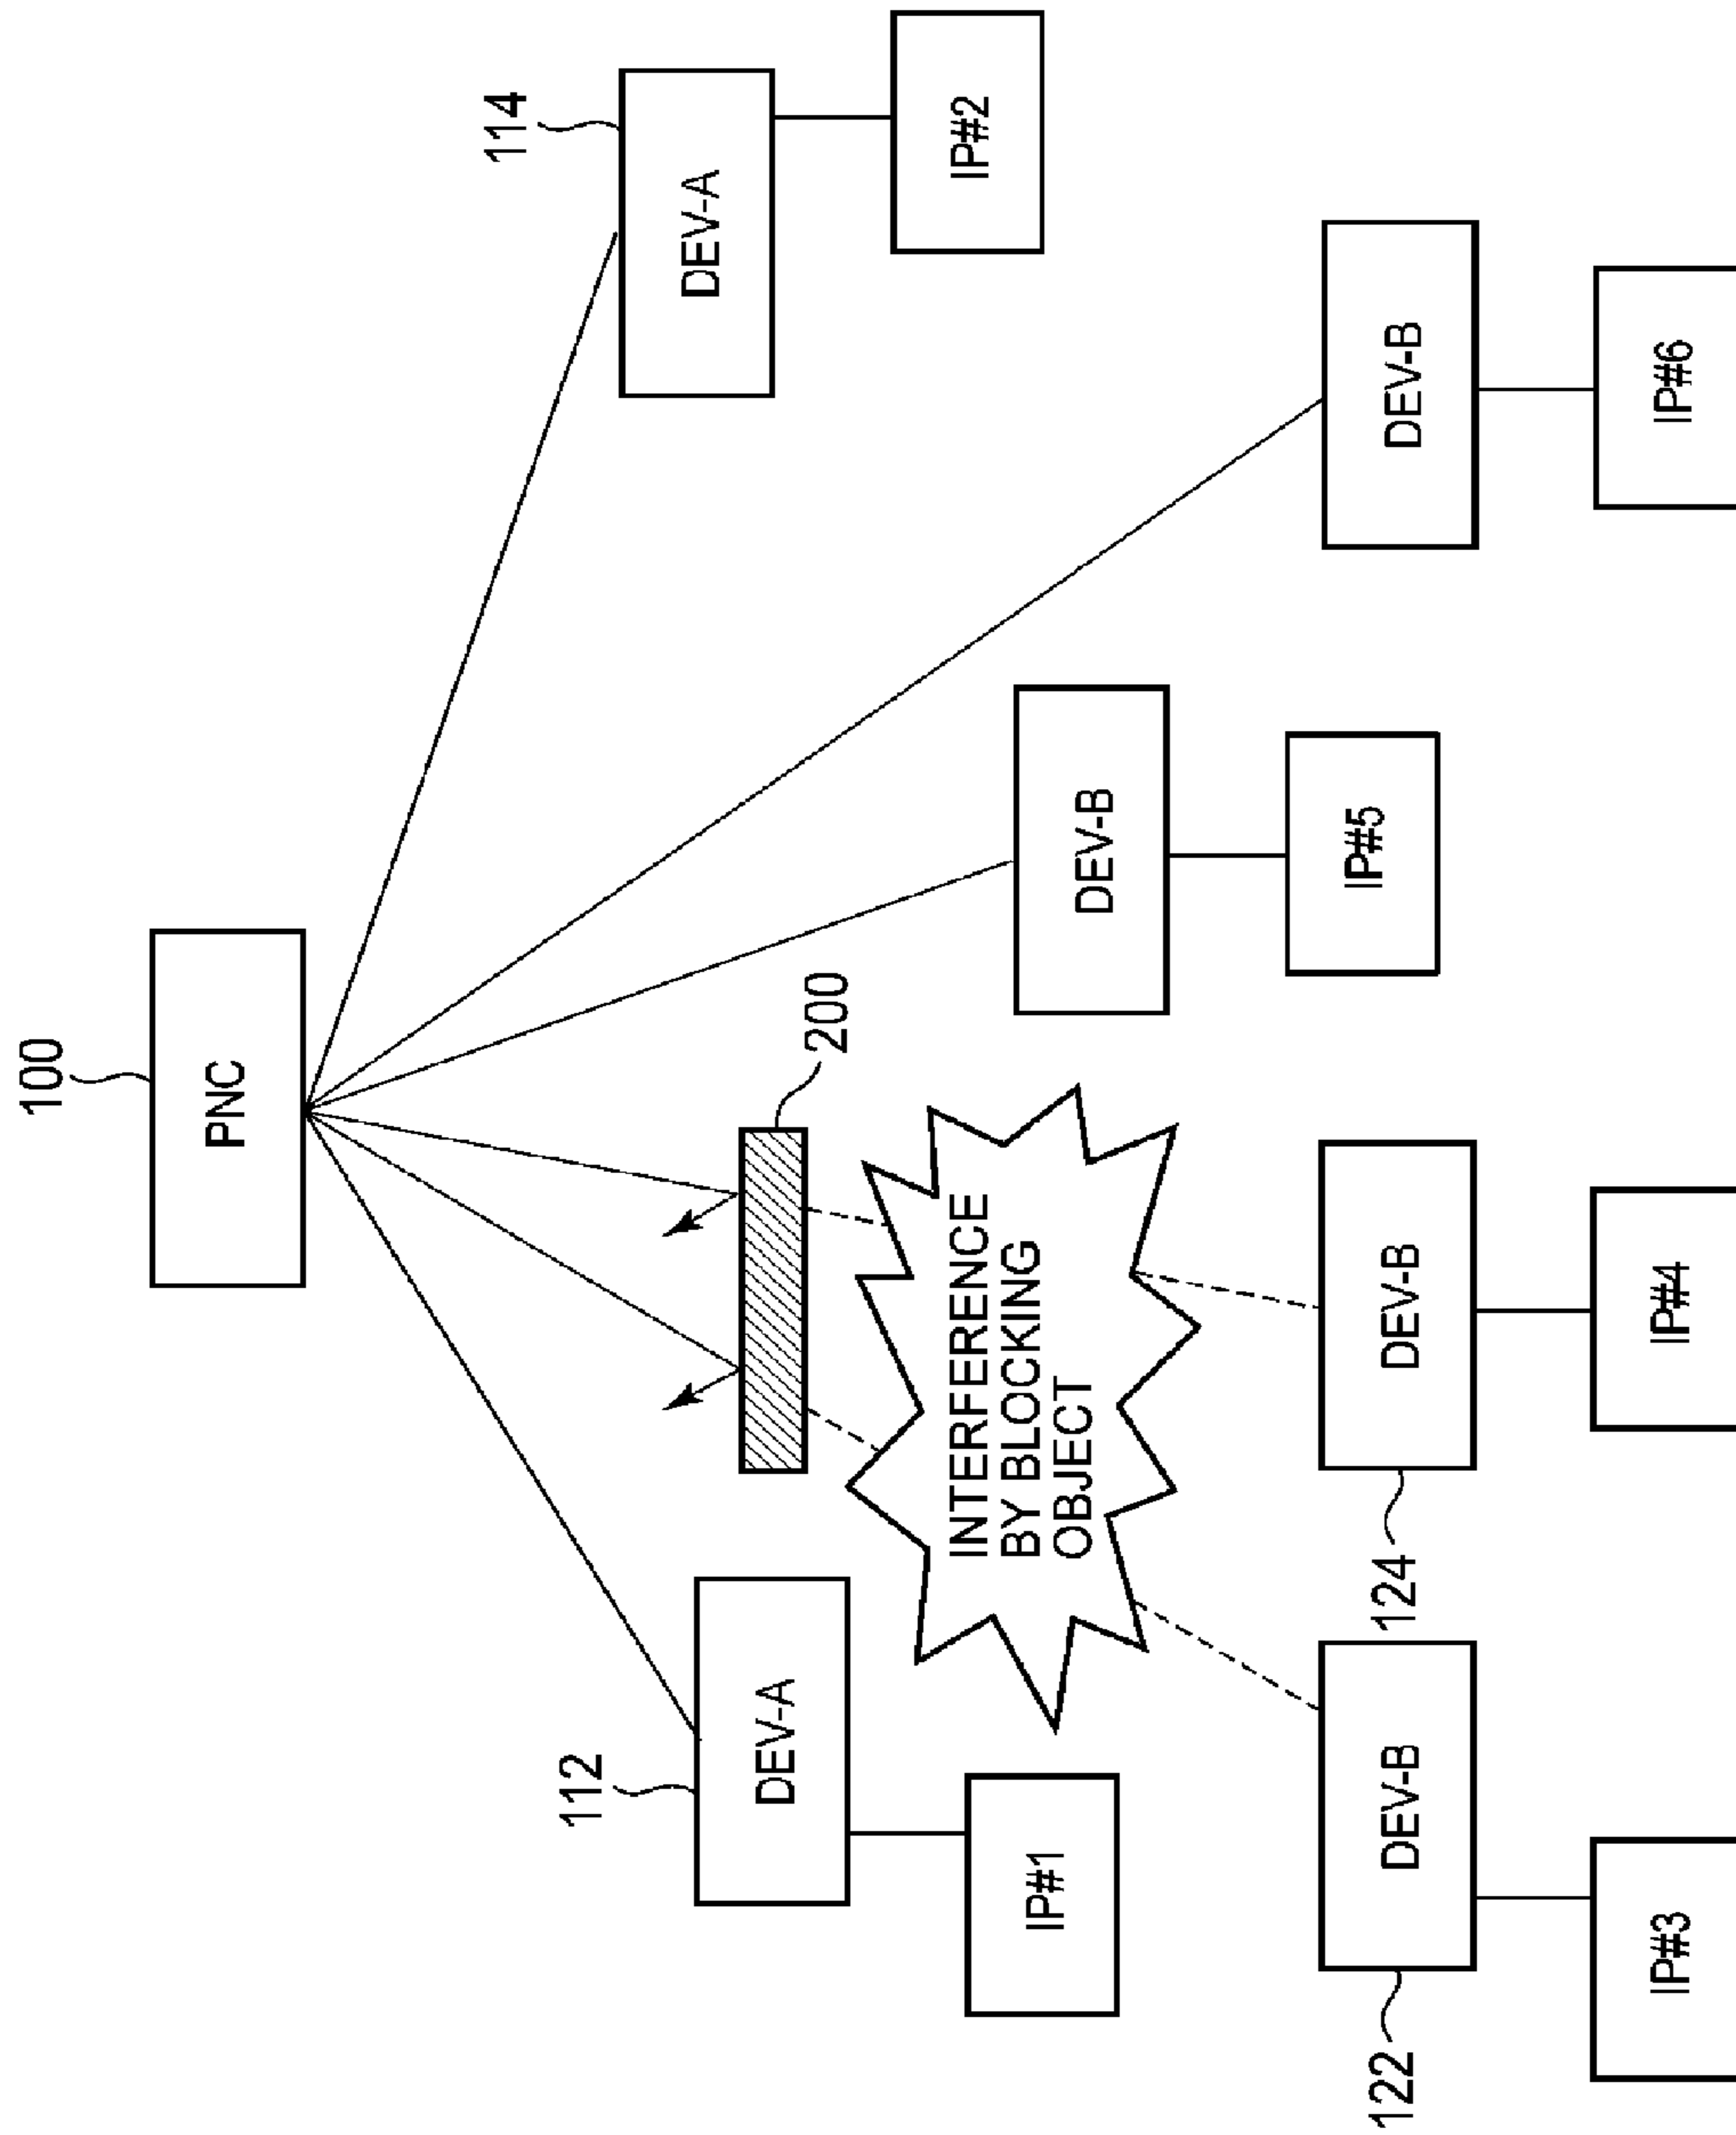 100
PNC
114
DEV-A
IP#2
112
DEV-A
IP#1
200
INTERFERENCE
BY BLOCKING
OBJECT
DEV-B
IP#5
DEV-B
IP#6
122
DEV-B
IP#3
124
DEV-B
IP#4